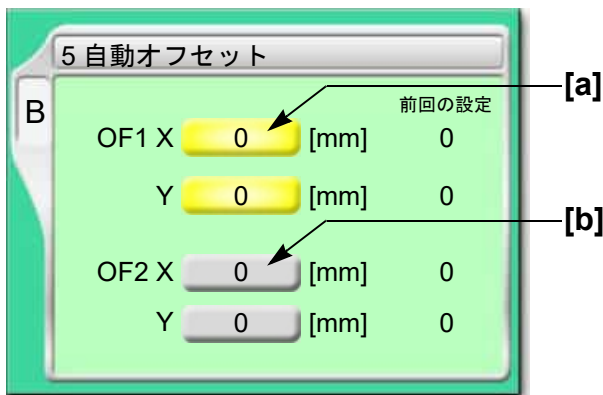 5 自動オフセット
[a]
B
前回の設定
OF1 X 0 [mm] 0
Y 0 [mm] 0
[b]
OF2 X 0 [mm] 0
Y 0 [mm] 0